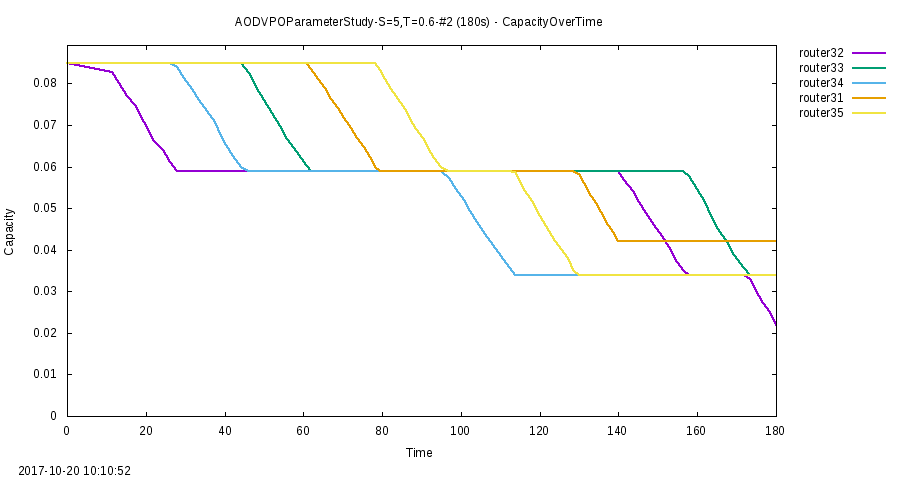 AODVPOParameterStudy-S=5,T=0.6-#2 (180s) - CapacityOverTime
router32
router33
router34
router31
router35
0.08
0.07
0.06
0.05
0.04
0.03
0.02
0.01
0
Capacity
0 20 40 60 80 100 120 140 160 180
Time
2017-10-20 10:10:52